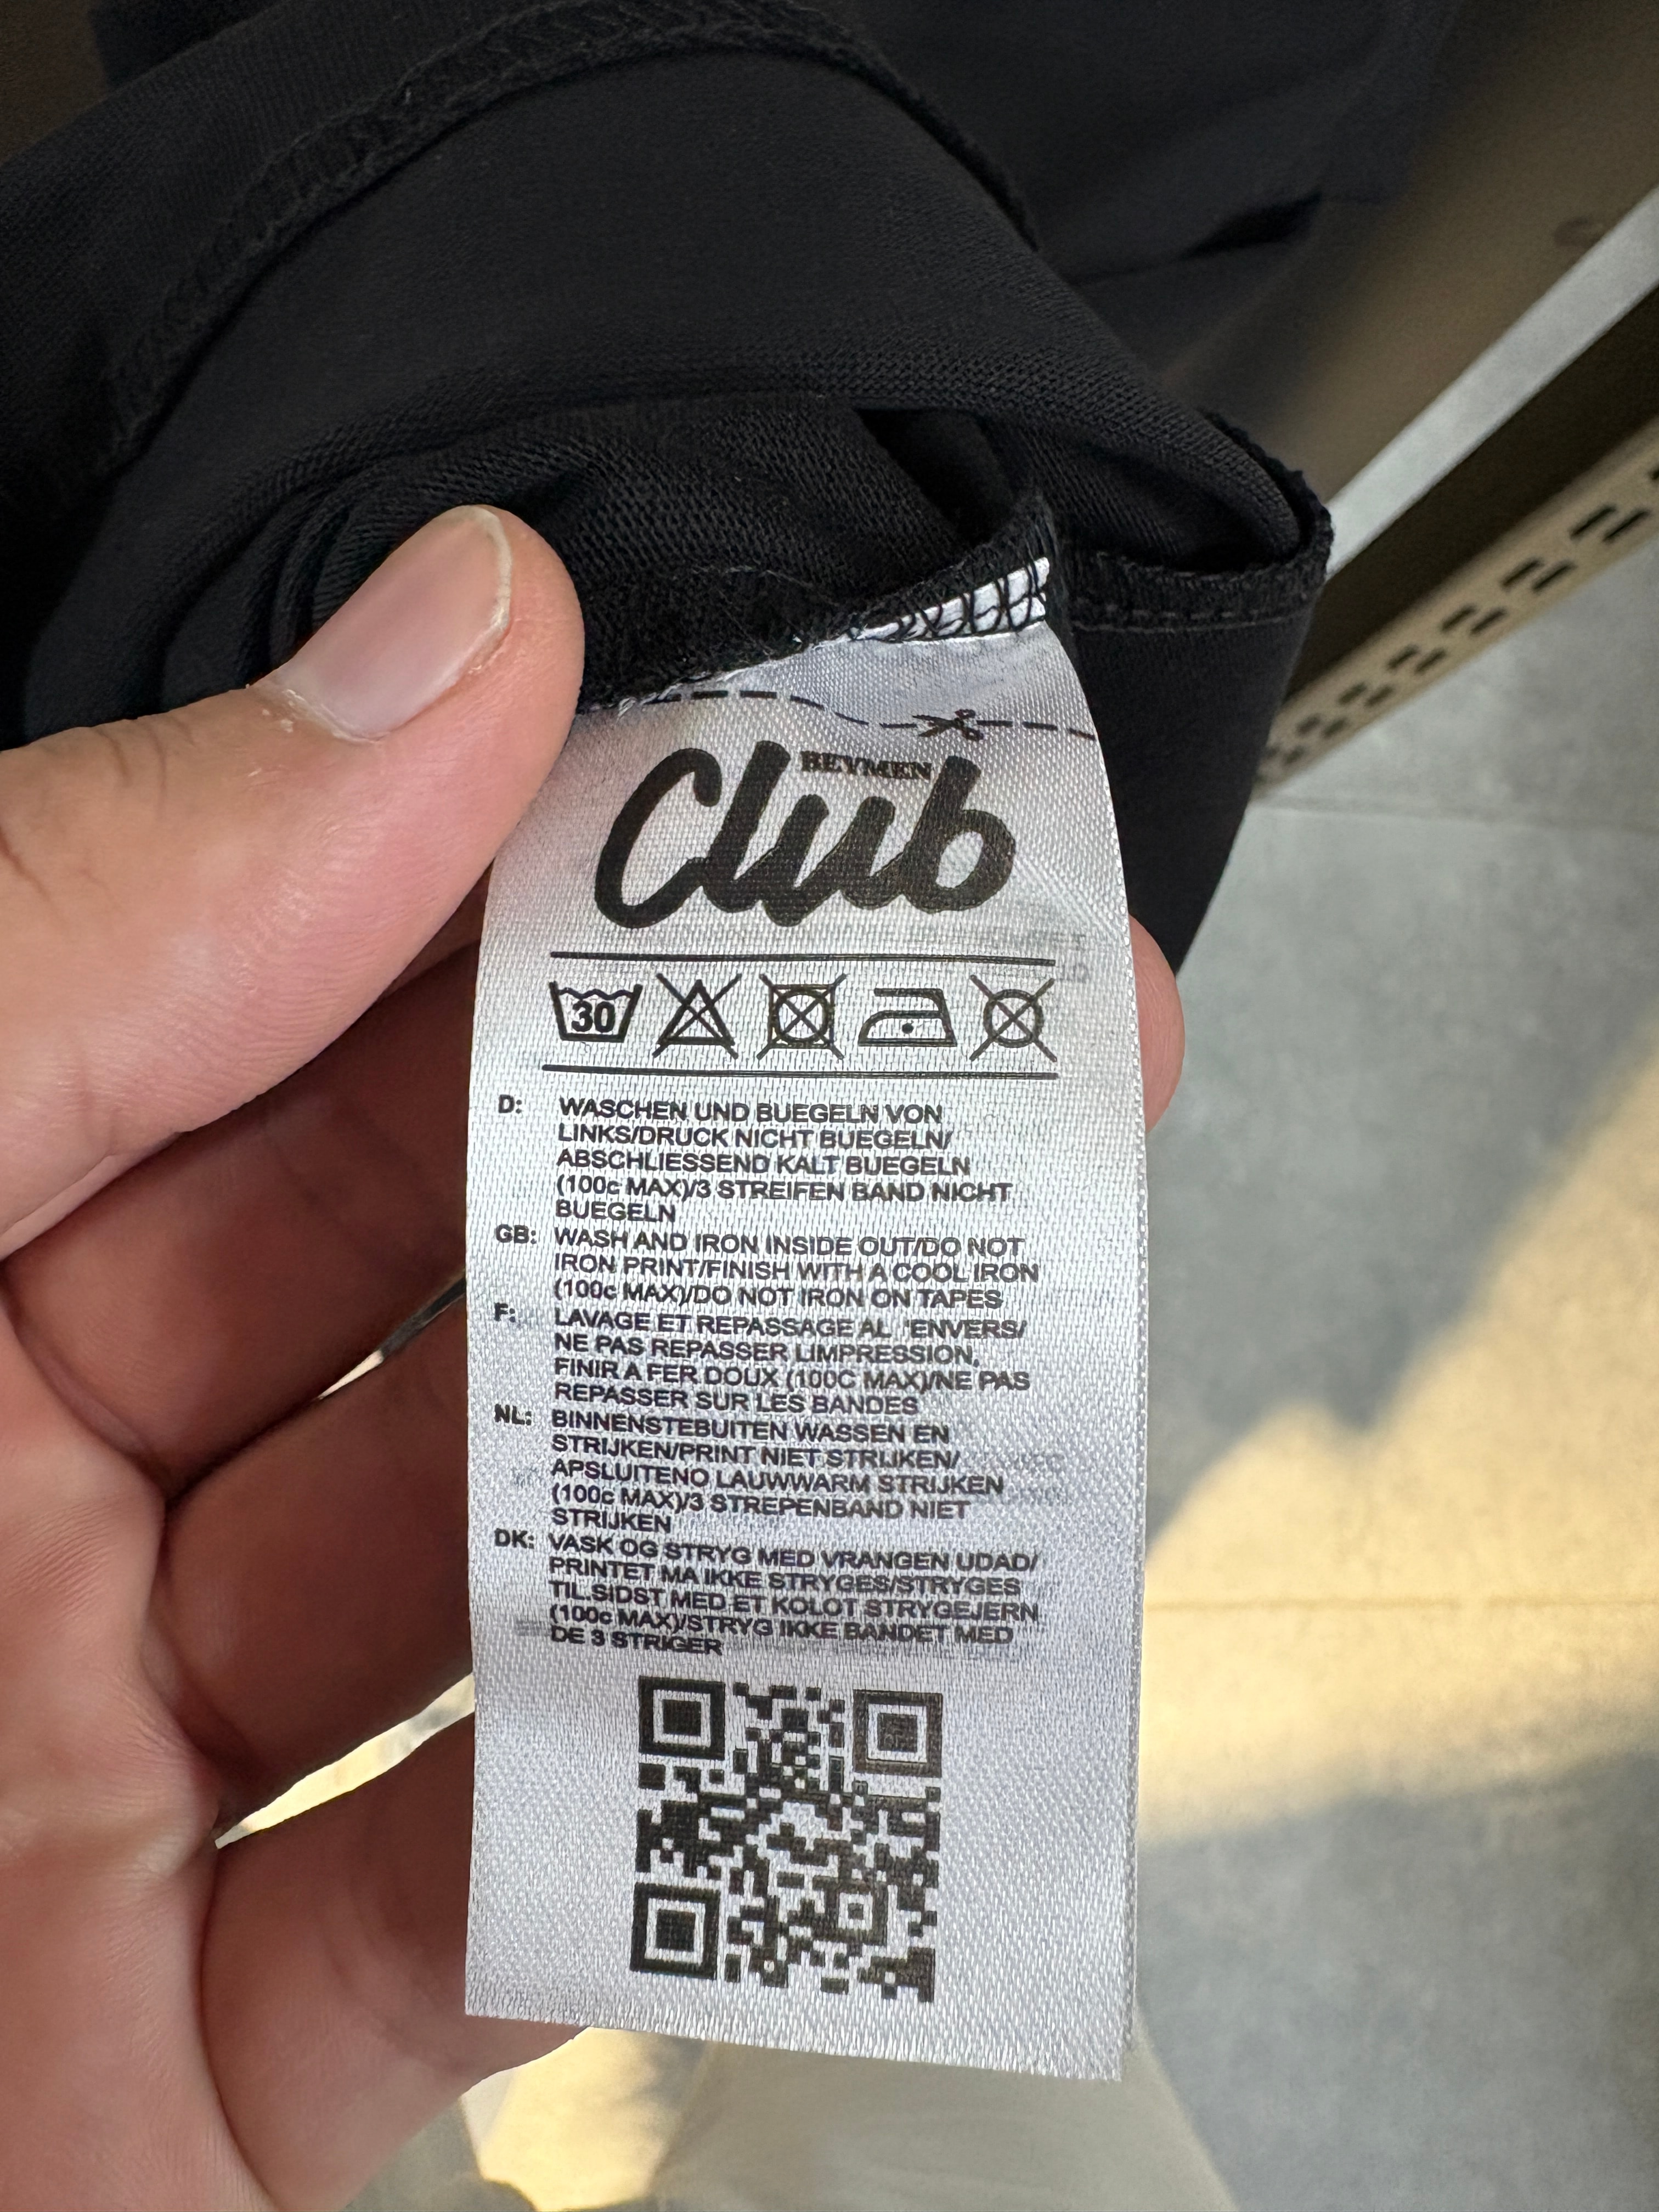 BEYMEN
Club
30
D: WASCHEN UND BUEGELN VON
LINKS/DRUCK NICHT BUEGELN/
ABSCHLIESSEND KALT BUEGELN
(100c MAX)/3 STREIFEN BAND NICHT
BUEGELN
GB: WASH AND IRON INSIDE OUT/DO NOT
IRON PRINT/FINISH WITH A COOL IRON
(100c MAX)/DO NOT IRON ON TAPES
F: LAVAGE ET REPASSAGE AL 'ENVERS/
NE PAS REPASSER LIMPRESSION,
FINIR A FER DOUX (100C MAX)/NE PAS
REPASSER SUR LES BANDES
NL: BINNENSTEBUITEN WASSEN EN
STRIJKEN/PRINT NIET STRIJKEN/
APSLUITENO LAUWWARM STRIJKEN
(100c MAX)/3 STREPENBAND NIET
STRIJKEN
DK: VASK OG STRYG MED VRANGEN UDAD/
PRINTET MA IKKE STRYGES/STRYGES
TIL.SIDST MED ET KOLOT STRYGEJERN
(100c MAX)/STRYG IKKE BANDET MED
DE 3 STRIGER